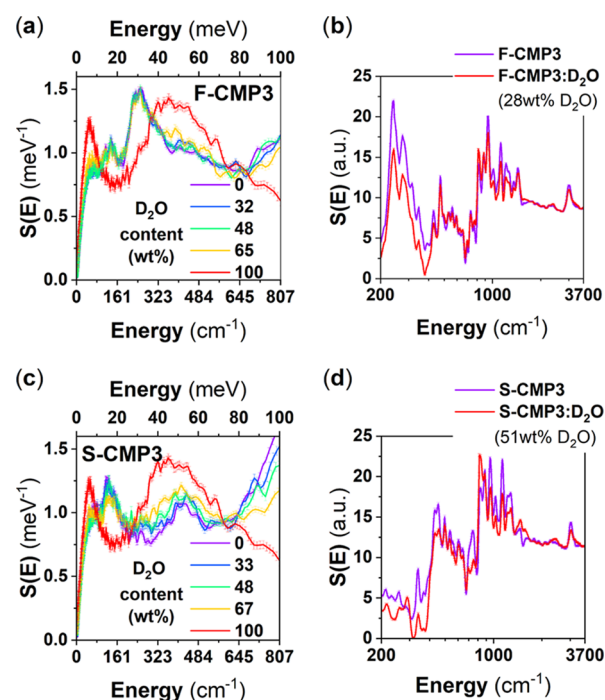 (a)
Energy (meV)
0 20 40 60 80 100
F-CMP3
S(E) (meV⁻¹)
1.5
1.0
0.5
0.0
D₂O
content
(wt%)
0
32
48
65
100
0 161 323 484 645 807
Energy (cm⁻¹)
(b)
F-CMP3
F-CMP3:D₂O
(28wt% D₂O)
S(E) (a.u.)
25
20
15
10
5
0
200 1000 3700
Energy (cm⁻¹)
(c)
Energy (meV)
0 20 40 60 80 100
S-CMP3
S(E) (meV⁻¹)
1.5
1.0
0.5
0.0
D₂O
content
(wt%)
0
33
48
67
100
0 161 323 484 645 807
Energy (cm⁻¹)
(d)
S-CMP3
S-CMP3:D₂O
(51wt% D₂O)
S(E) (a.u.)
25
20
15
10
5
0
200 1000 3700
Energy (cm⁻¹)